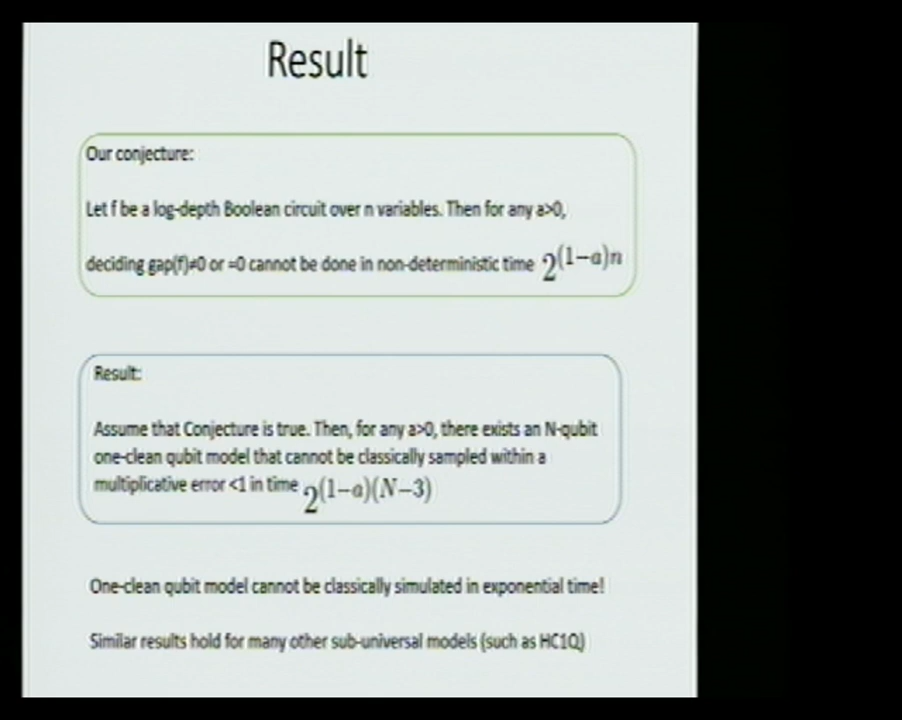 Result
Our conjecture:
Let f be a log-depth Boolean circuit over n variables. Then for any a>0,
deciding gap(f)≠0 or =0 cannot be done in non-deterministic time 2^{(1−a)n}
Result:
Assume that Conjecture is true. Then, for any a>0, there exists an N-qubit
one-clean qubit model that cannot be classically sampled within a
multiplicative error <1 in time 2^{(1−a)(N−3)}
One-clean qubit model cannot be classically simulated in exponential time!
Similar results hold for many other sub-universal models (such as HC1Q)